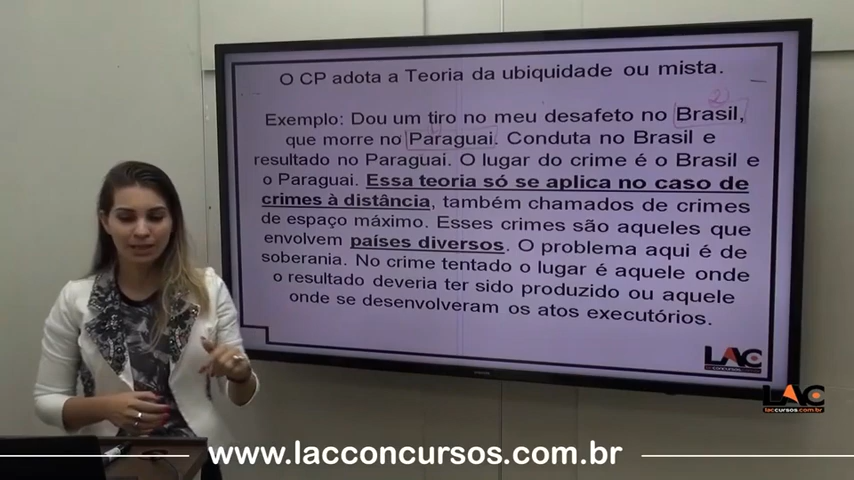 O CP adota a Teoria da ubiquidade ou mista.
Exemplo: Dou um tiro no meu desafeto no Brasil,
que morre no Paraguai. Conduta no Brasil e
resultado no Paraguai. O lugar do crime é o Brasil e
o Paraguai. Essa teoria só se aplica no caso de
crimes à distância, também chamados de crimes
de espaço máximo. Esses crimes são aqueles que
envolvem países diversos. O problema aqui é de
soberania. No crime tentado o lugar é aquele onde
o resultado deveria ter sido produzido ou aquele
onde se desenvolveram os atos executórios.
LAC
CONCURSOS
LAC
lacconcursos.com.br
www.lacconcursos.com.br